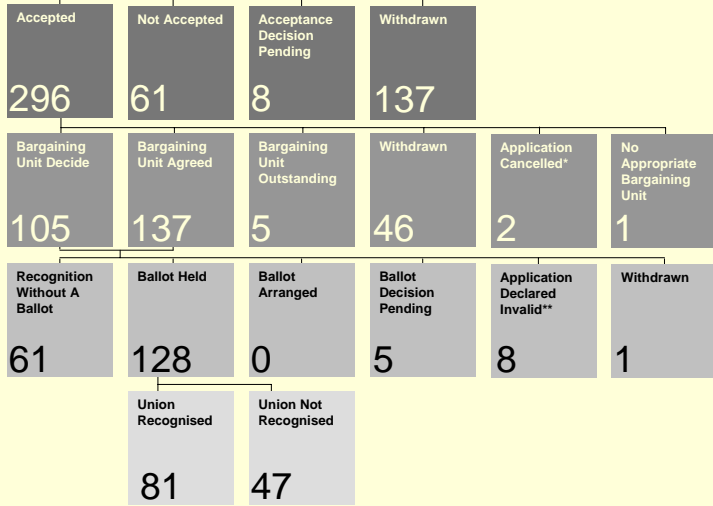 Accepted
296
Not Accepted
61
Acceptance
Decision
Pending
8
Withdrawn
137
Bargaining
Unit Decide
105
Bargaining
Unit Agreed
137
Bargaining
Unit
Outstanding
5
Withdrawn
46
Application
Cancelled*
2
No
Appropriate
Bargaining
Unit
1
Recognition
Without A
Ballot
61
Ballot Held
128
Ballot
Arranged
0
Ballot
Decision
Pending
5
Application
Declared
Invalid**
8
Withdrawn
1
Union
Recognised
81
Union Not
Recognised
47